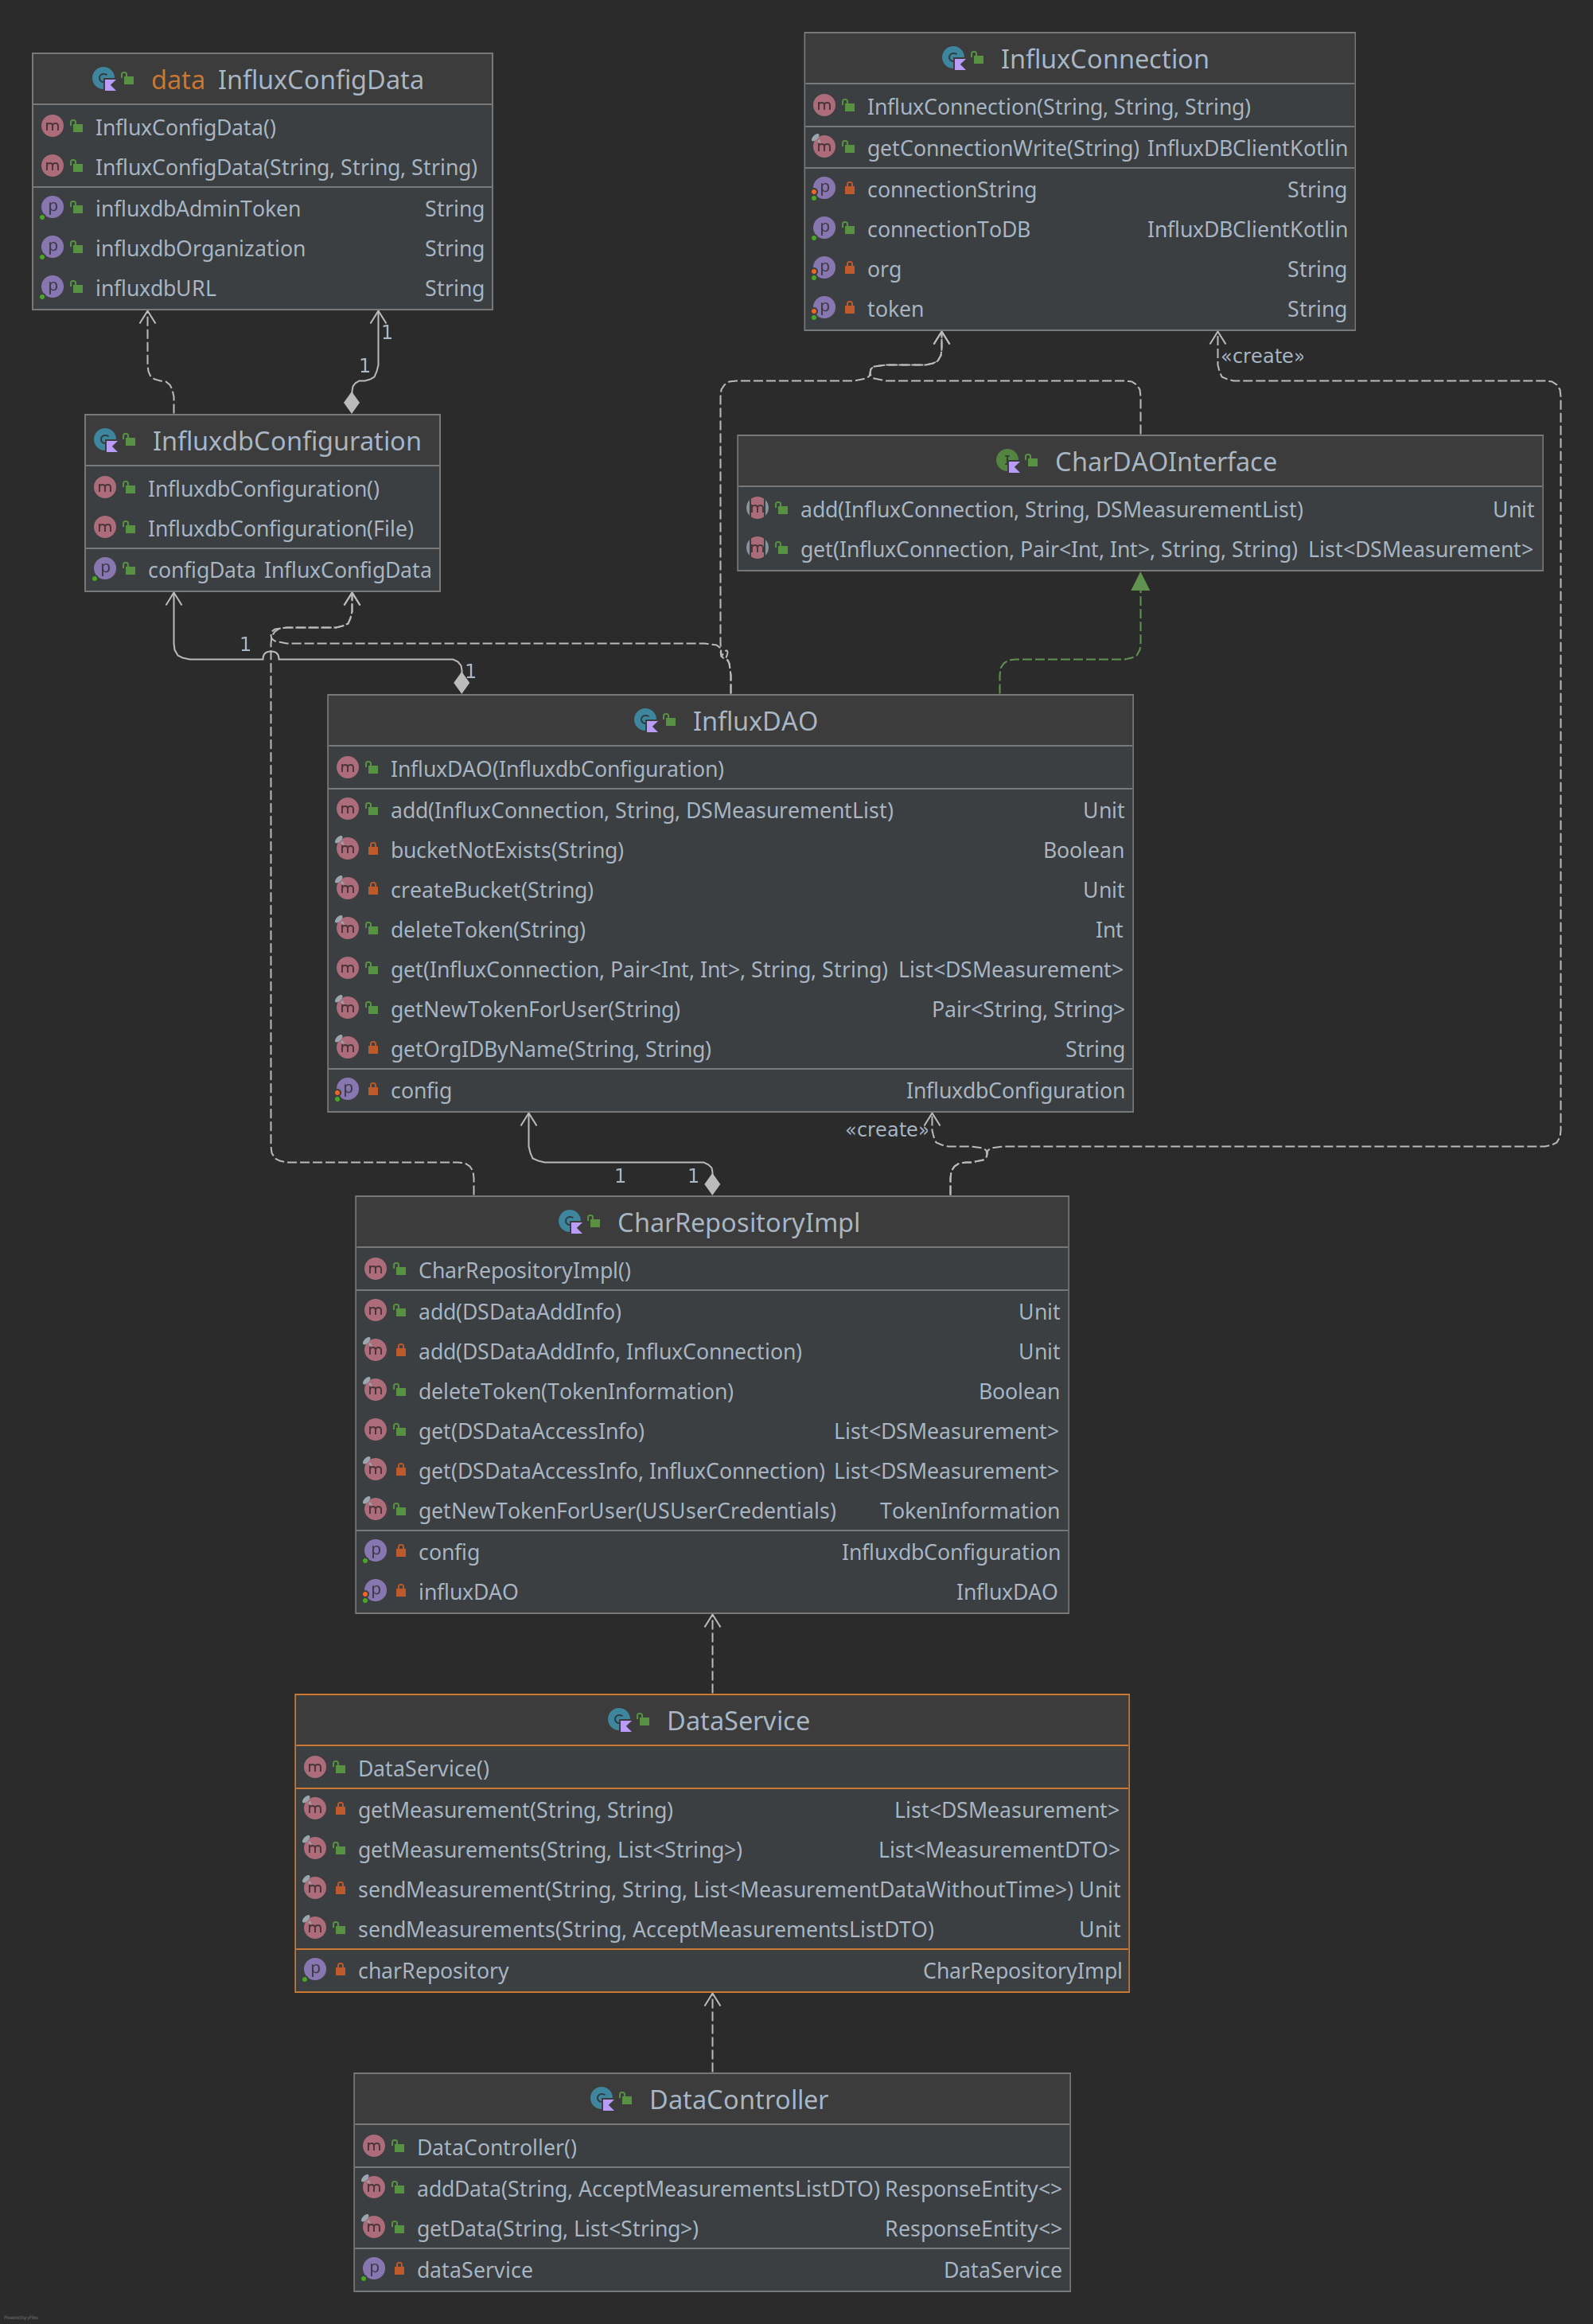 data InfluxConfigData
InfluxConfigData()
InfluxConfigData(String, String, String)
influxdbAdminToken String
influxdbOrganization String
influxdbURL String
InfluxConnection
InfluxConnection(String, String, String)
getConnectionWrite(String) InfluxDBClientKotlin
connectionString String
connectionToDB InfluxDBClientKotlin
org String
token String
1
1
«create»
InfluxdbConfiguration
InfluxdbConfiguration()
InfluxdbConfiguration(File)
configData InfluxConfigData
CharDAOInterface
add(InfluxConnection, String, DSMeasurementList) Unit
get(InfluxConnection, Pair<Int, Int>, String, String) List<DSMeasurement>
1
1
InfluxDAO
InfluxDAO(InfluxdbConfiguration)
add(InfluxConnection, String, DSMeasurementList) Unit
bucketNotExists(String) Boolean
createBucket(String) Unit
deleteToken(String) Int
get(InfluxConnection, Pair<Int, Int>, String, String) List<DSMeasurement>
getNewTokenForUser(String) Pair<String, String>
getOrgIDByName(String, String) String
config InfluxdbConfiguration
«create»
1
1
CharRepositoryImpl
CharRepositoryImpl()
add(DSDataAddInfo) Unit
add(DSDataAddInfo, InfluxConnection) Unit
deleteToken(TokenInformation) Boolean
get(DSDataAccessInfo) List<DSMeasurement>
get(DSDataAccessInfo, InfluxConnection) List<DSMeasurement>
getNewTokenForUser(USUserCredentials) TokenInformation
config InfluxdbConfiguration
influxDAO InfluxDAO
DataService
DataService()
getMeasurement(String, String) List<DSMeasurement>
getMeasurements(String, List<String>) List<MeasurementDTO>
sendMeasurement(String, String, List<MeasurementDataWithoutTime>) Unit
sendMeasurements(String, AcceptMeasurementsListDTO) Unit
charRepository CharRepositoryImpl
DataController
DataController()
addData(String, AcceptMeasurementsListDTO) ResponseEntity<>
getData(String, List<String>) ResponseEntity<>
dataService DataService
Powered by yFiles